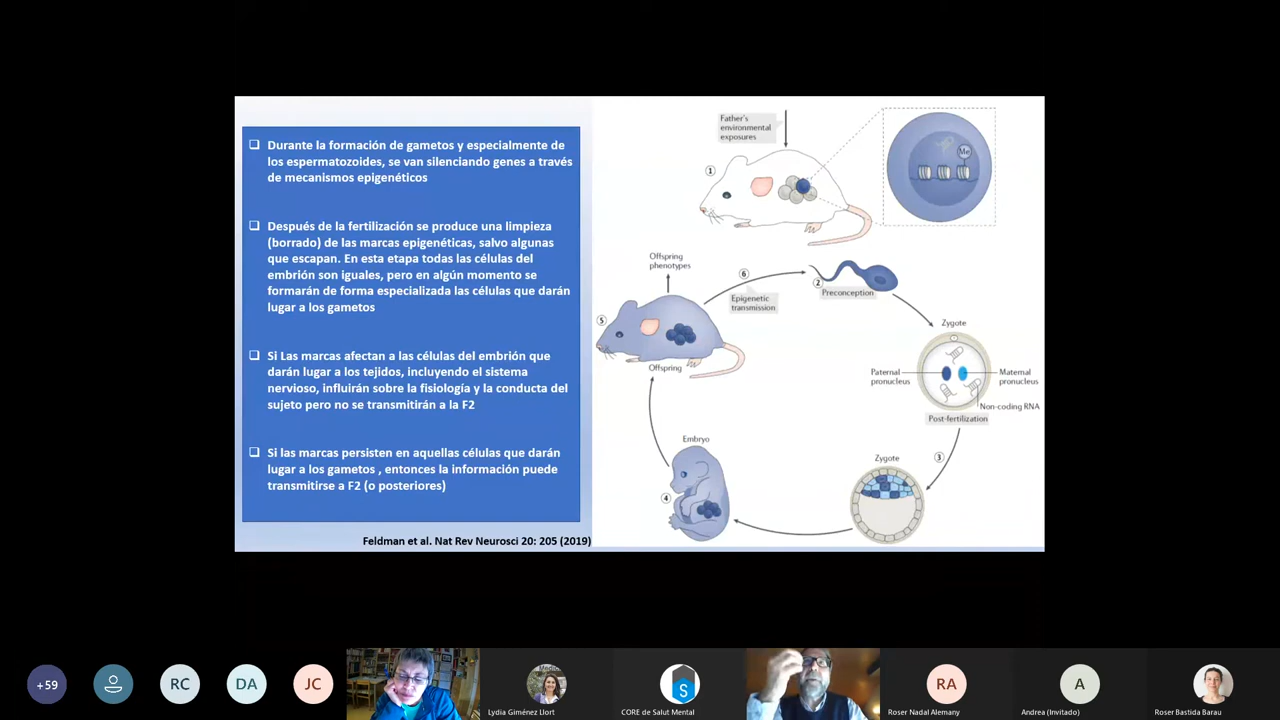 Durante la formación de gametos y especialmente de
los espermatozoides, se van silenciando genes a través
de mecanismos epigenéticos
Después de la fertilización se produce una limpieza
(borrado) de las marcas epigenéticas, salvo algunas
que escapan. En esta etapa todas las células del
embrión son iguales, pero en algún momento se
formarán de forma especializada las células que darán
lugar a los gametos
Si Las marcas afectan a las células del embrión que
darán lugar a los tejidos, incluyendo el sistema
nervioso, influirán sobre la fisiología y la conducta del
sujeto pero no se transmitirán a la F2
Si las marcas persisten en aquellas células que darán
lugar a los gametos , entonces la información puede
transmitirse a F2 (o posteriores)
Feldman et al. Nat Rev Neurosci 20: 205 (2019)
Father's
environmental
exposures
1
Me
Offspring
phenotypes
6
Epigenetic
transmission
2
Preconception
5
Offspring
Zygote
Paternal
pronucleus
Maternal
pronucleus
Non-coding RNA
Post-fertilization
3
Zygote
Embryo
4
+59
RC
DA
JC
Lydia Giménez Llort
S
CORE de Salut Mental
RA
Roser Nadal Alemany
A
Andrea (Invitado)
Roser Bastida Barau